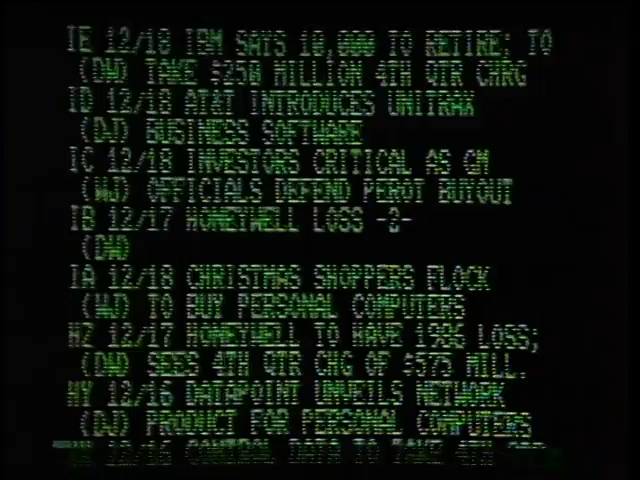 IE 12/18 IBM SAYS 10,000 TO RETIRE; TO
(DW) TAKE $250 MILLION 4TH QTR CHRG
ID 12/18 AT&T INTRODUCES UNITRAX
(DJ) BUSINESS SOFTWARE
IC 12/18 INVESTORS CRITICAL AS GM
(WJ) OFFICIALS DEFEND PEROT BUYOUT
IB 12/17 HONEYWELL LOSS -2-
(DW)
IA 12/18 CHRISTMAS SHOPPERS FLOCK
(WJ) TO BUY PERSONAL COMPUTERS
HZ 12/17 HONEYWELL TO HAVE 1986 LOSS;
(DW) SEES 4TH QTR CHG OF $575 MILL.
HY 12/16 DATAPOINT UNVEILS NETWORK
(DJ) PRODUCT FOR PERSONAL COMPUTERS
12/16 CONTROL DATA TO TAKE 4TH